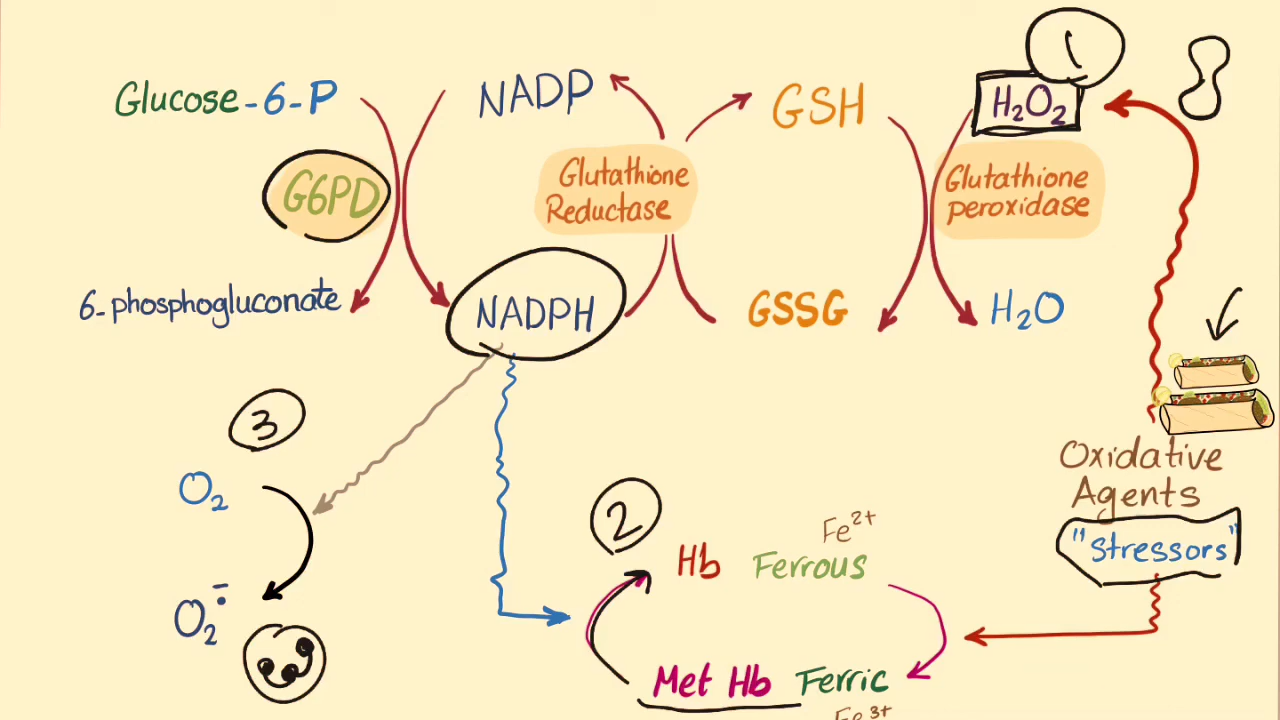 1
Glucose-6-P
NADP
GSH
H₂O₂
G6PD
Glutathione
Reductase
Glutathione
peroxidase
6-phosphogluconate
NADPH
GSSG
H₂O
3
O₂
O₂∸
2
Hb Ferrous Fe²⁺
Met Hb Ferric
Fe³⁺
Oxidative
Agents
"Stressors"